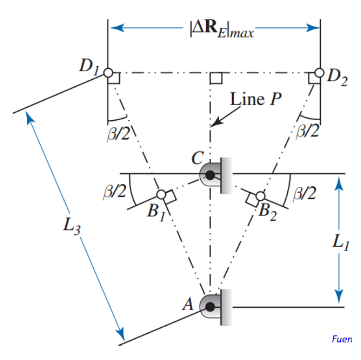 |ΔR_E|max
D₁
D₂
Line P
β/2
β/2
C
β/2
β/2
B₁
B₂
L₃
L₁
A
Fuen